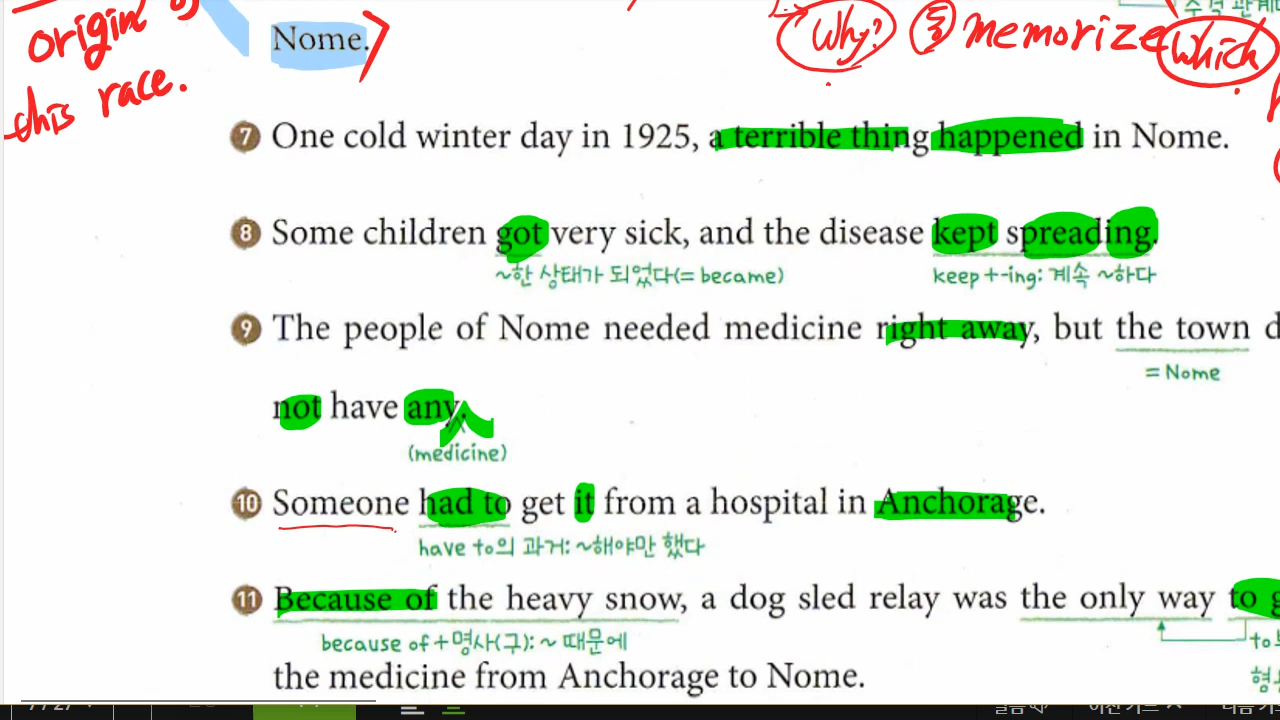 origin of
this race.
Nome.
Why?
memorize
which
7 One cold winter day in 1925, a terrible thing happened in Nome.
8 Some children got very sick, and the disease kept spreading.
~한 상태가 되었다(= became)
keep +-ing: 계속 ~하다
9 The people of Nome needed medicine right away, but the town
= Nome
not have any.
(medicine)
10 Someone had to get it from a hospital in Anchorage.
have to의 과거: ~해야만 했다
11 Because of the heavy snow, a dog sled relay was the only way to g
because of +명사(구): ~ 때문에
the medicine from Anchorage to Nome.